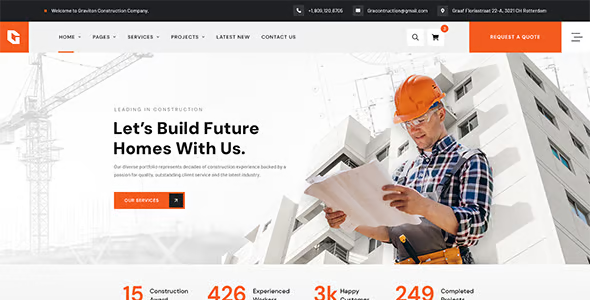 Welcome to Graviton Construction Company.
+1.809.120.6705
Gracontruction@gmail.com
Graaf Florisstraat 22-A, 3021 CH Rotterdam
HOME
PAGES
SERVICES
PROJECTS
LATEST NEW
CONTACT US
REQUEST A QUOTE
LEADING IN CONSTRUCTION
Let's Build Future
Homes With Us.
Our diverse portfolio represents decades of construction experience backed by a
passion for quality, outstanding client service and the latest industry.
OUR SERVICES
15 Construction
Award
426 Experienced
Workers
3k Happy
Customer
249 Completed
Projects